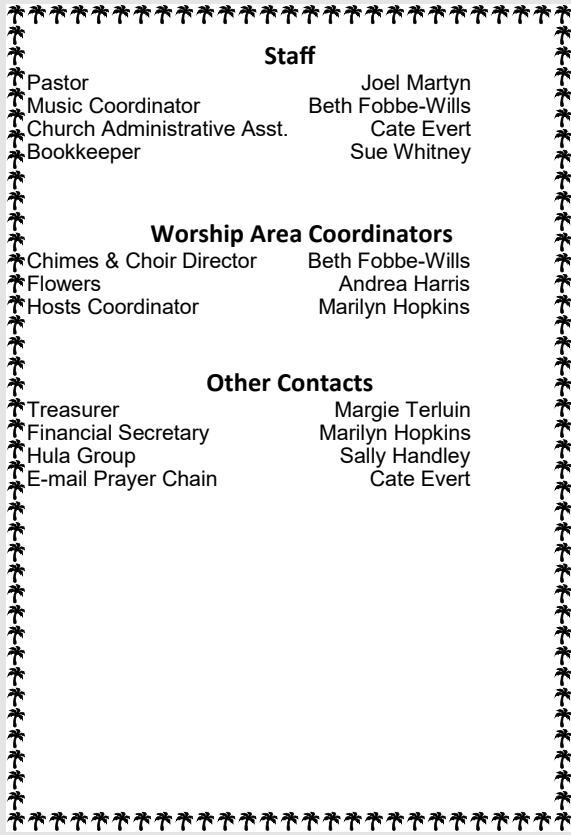 Staff
Pastor Joel Martyn
Music Coordinator Beth Fobbe-Wills
Church Administrative Asst. Cate Evert
Bookkeeper Sue Whitney
Worship Area Coordinators
Chimes & Choir Director Beth Fobbe-Wills
Flowers Andrea Harris
Hosts Coordinator Marilyn Hopkins
Other Contacts
Treasurer Margie Terluin
Financial Secretary Marilyn Hopkins
Hula Group Sally Handley
E-mail Prayer Chain Cate Evert